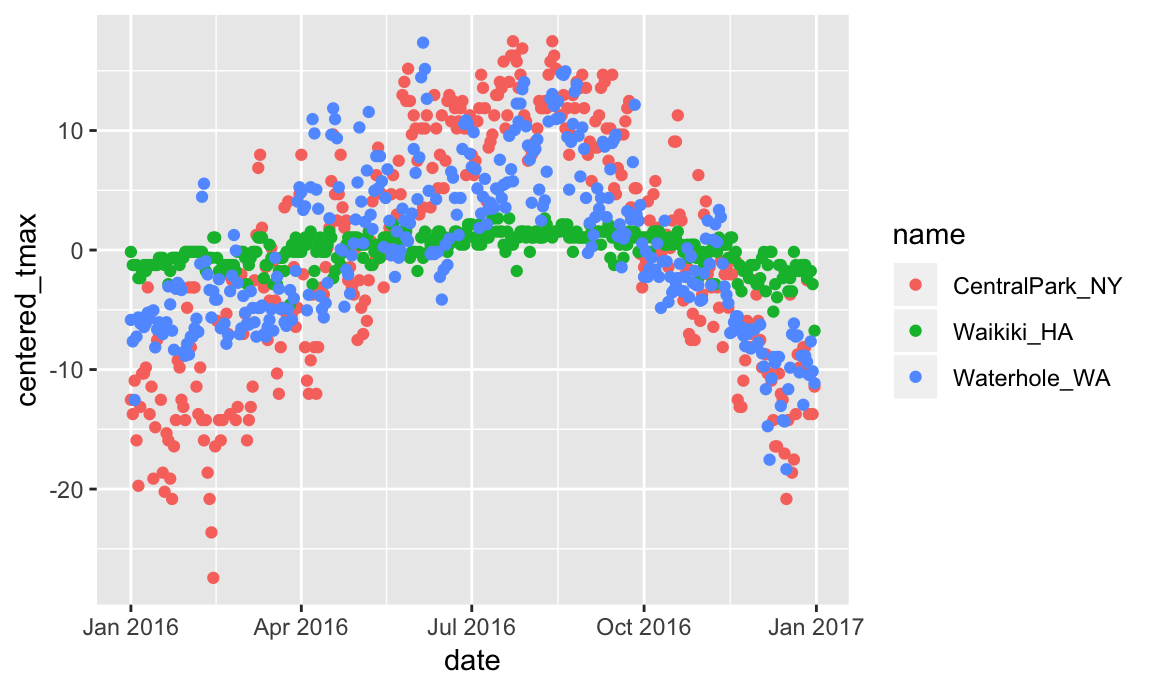 centered_tmax
10
0
-10
-20
Jan 2016 Apr 2016 Jul 2016 Oct 2016 Jan 2017
date
name
CentralPark_NY
Waikiki_HA
Waterhole_WA